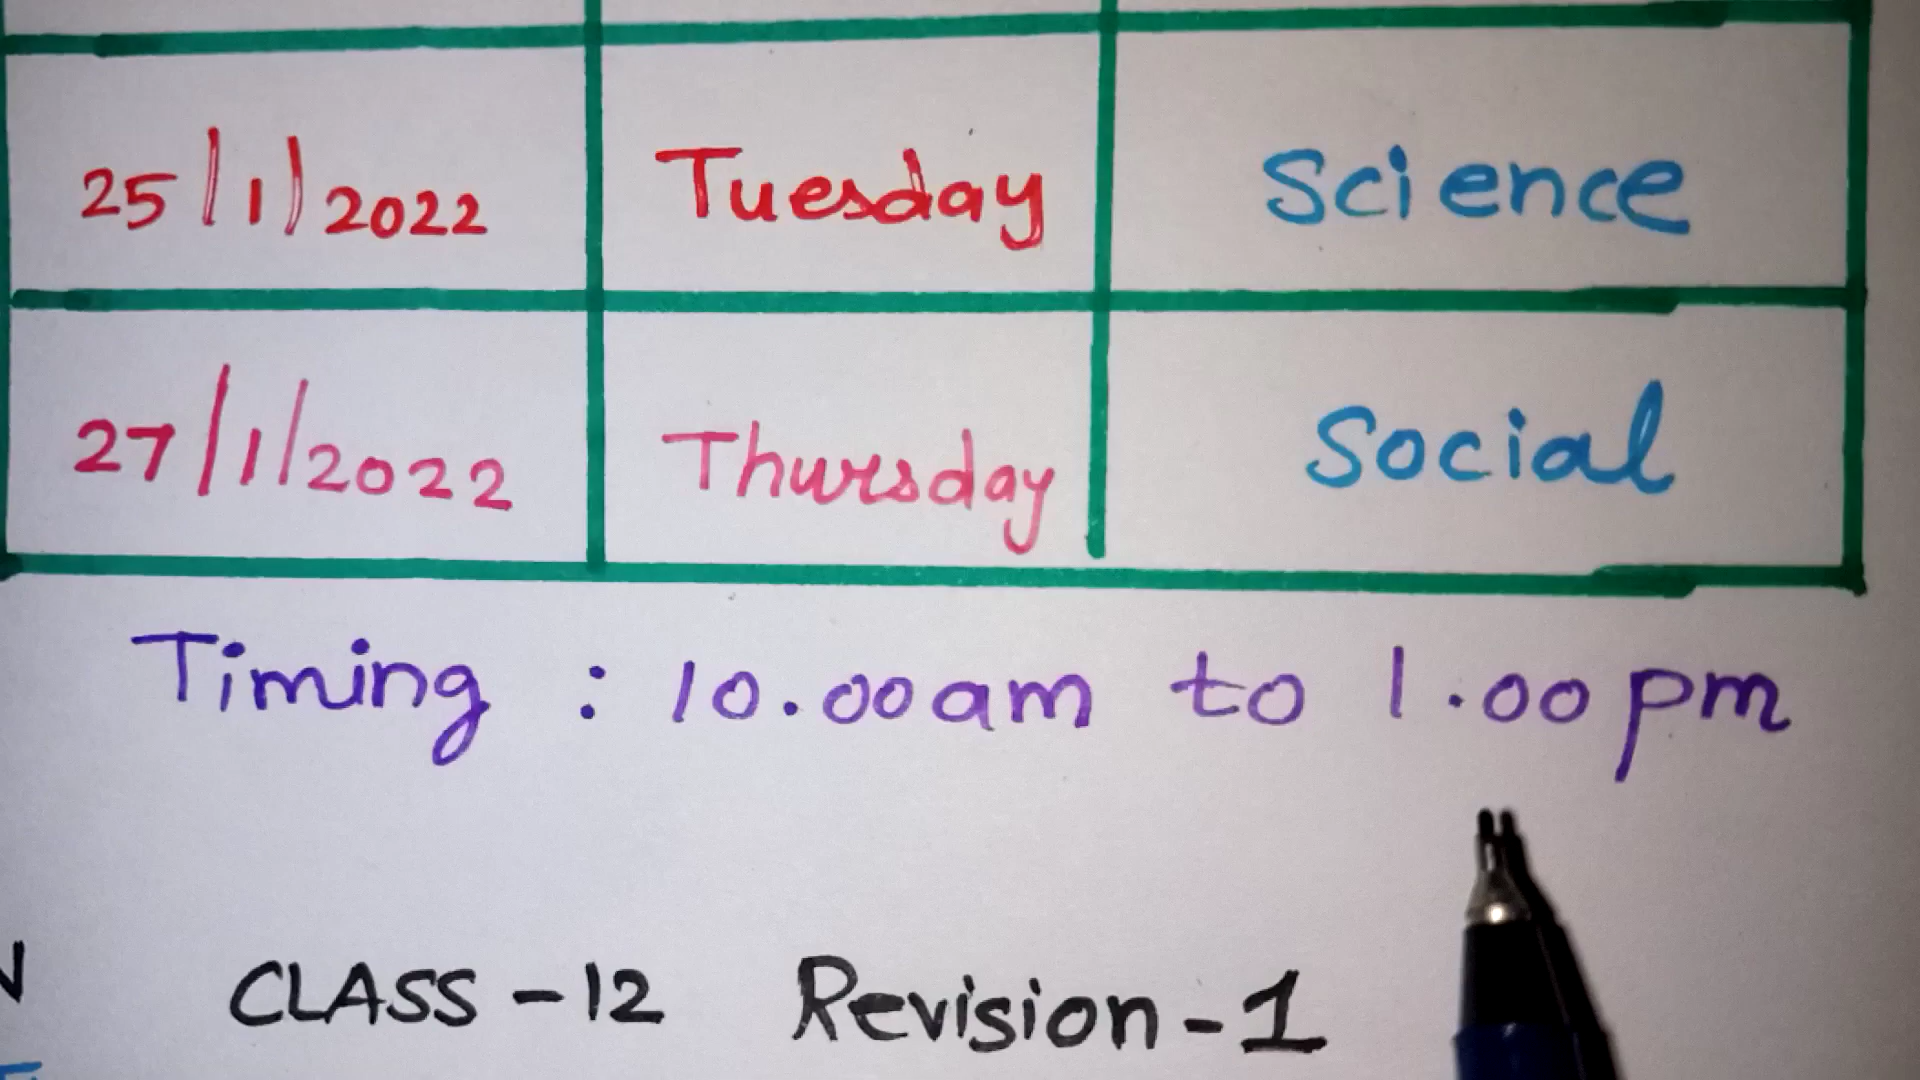 25/1/2022 Tuesday Science
27/1/2022 Thursday Social
Timing : 10.00am to 1.00pm
CLASS - 12 Revision - 1